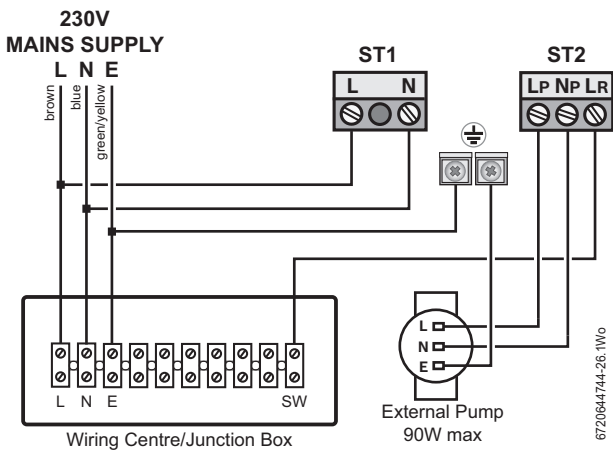 230V
MAINS SUPPLY
L N E
brown
blue
green/yellow
ST1
L N
ST2
LP NP LR
L
N
E
External Pump
90W max
L N E SW
Wiring Centre/Junction Box
6720644744-26.1Wo